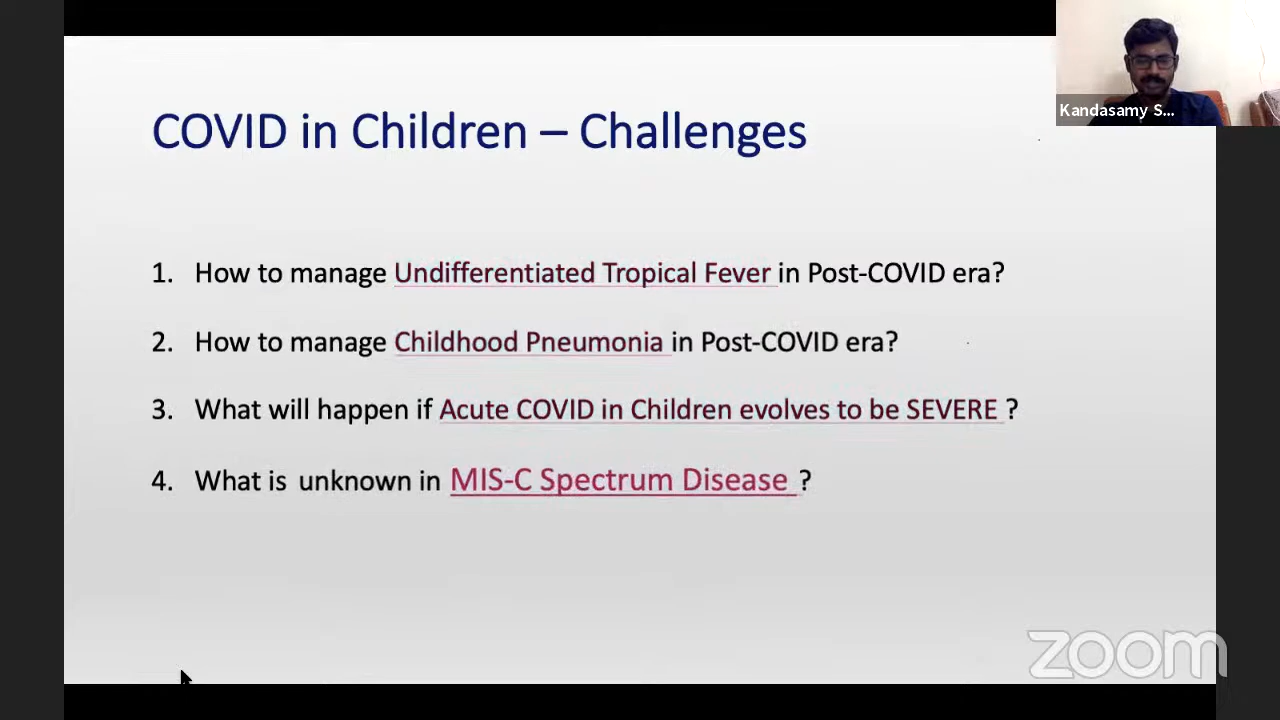 COVID in Children – Challenges
Kandasamy S...
1. How to manage Undifferentiated Tropical Fever in Post-COVID era?
2. How to manage Childhood Pneumonia in Post-COVID era?
3. What will happen if Acute COVID in Children evolves to be SEVERE ?
4. What is unknown in MIS-C Spectrum Disease ?
zoom